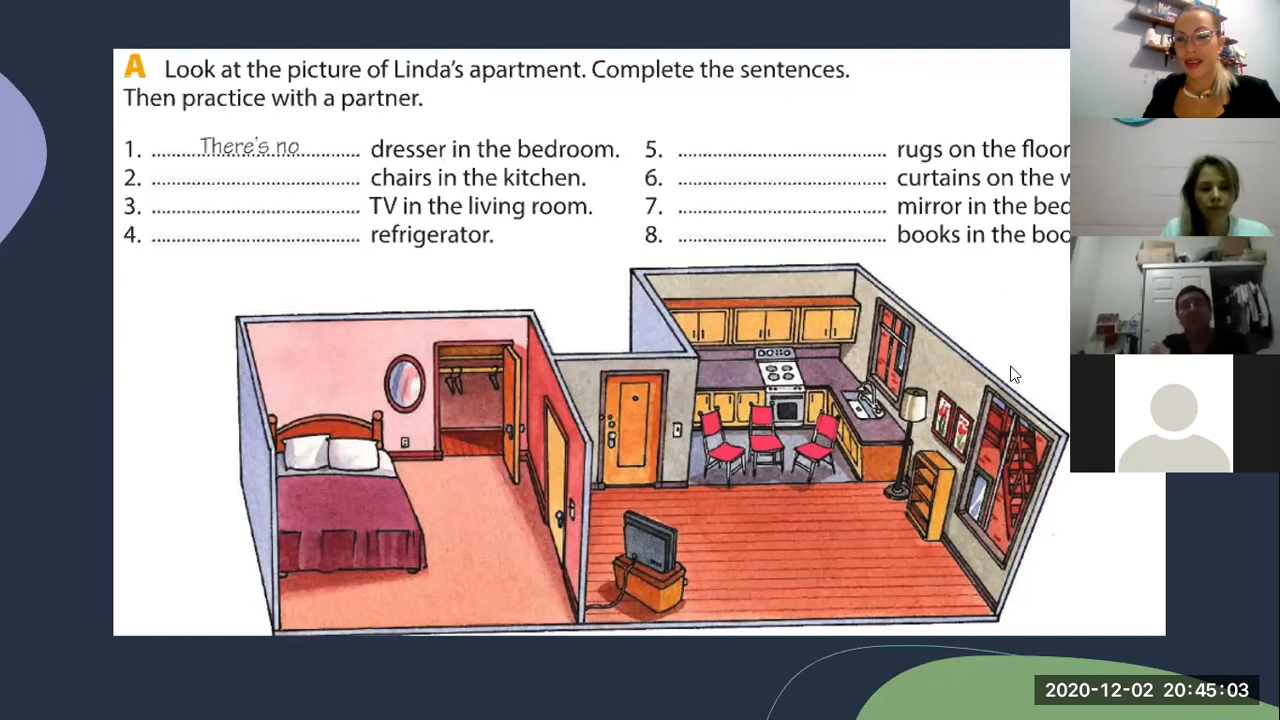 A Look at the picture of Linda's apartment. Complete the sentences.
Then practice with a partner.
1. There's no dresser in the bedroom.
2. chairs in the kitchen.
3. TV in the living room.
4. refrigerator.
5. rugs on the floor
6. curtains on the
7. mirror in the
8. books in the
2020-12-02 20:45:03